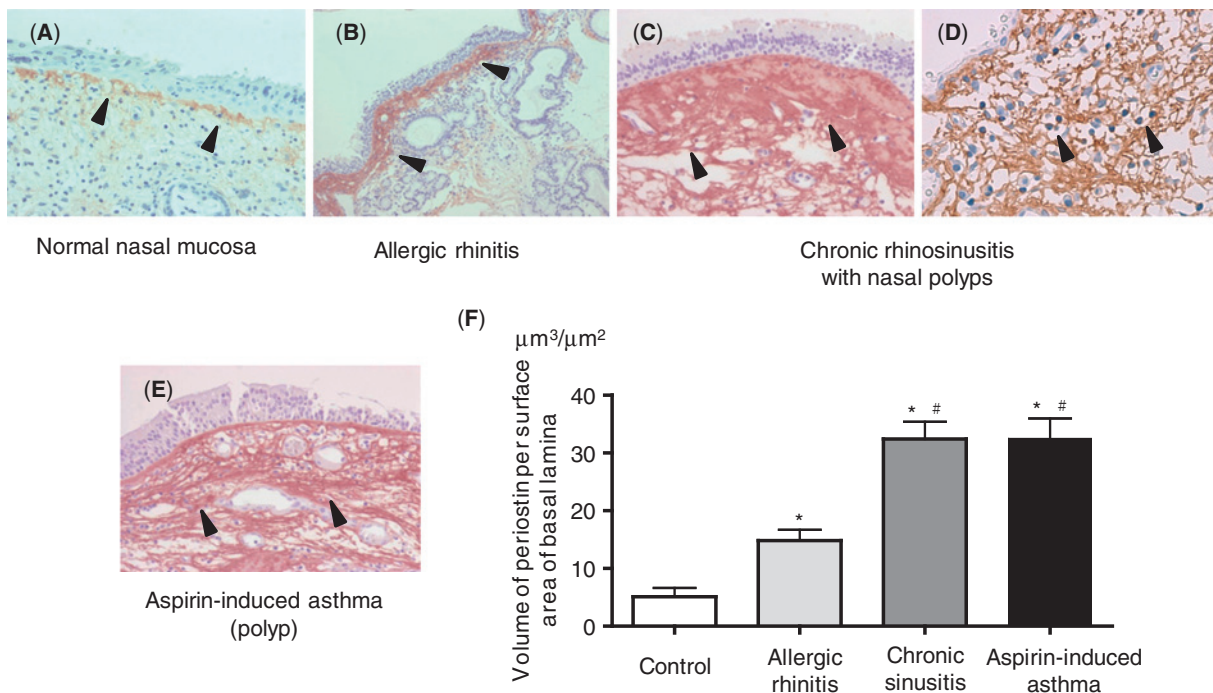 (A)
(B)
(C)
(D)
Normal nasal mucosa
Allergic rhinitis
Chronic rhinosinusitis
with nasal polyps
(E)
Aspirin-induced asthma
(polyp)
(F)
μm³/μm²
Volume of periostin per surface
area of basal lamina
40
30
20
10
0
*
* #
* #
Control
Allergic
rhinitis
Chronic
sinusitis
Aspirin-induced
asthma